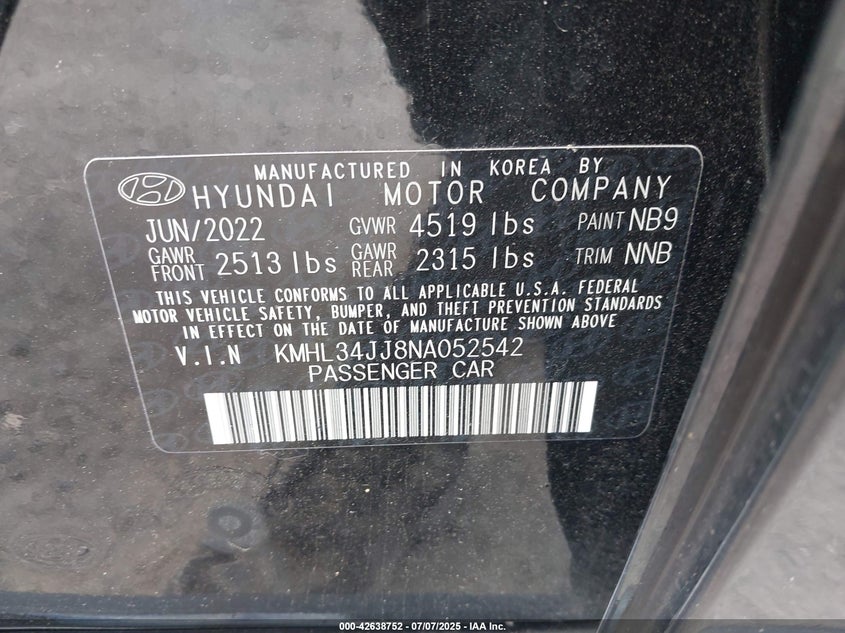 MANUFACTURED IN KOREA BY
HYUNDAI MOTOR COMPANY
JUN/2022 GVWR 4519 lbs PAINT NB9
GAWR FRONT 2513 lbs GAWR REAR 2315 lbs TRIM NNB
THIS VEHICLE CONFORMS TO ALL APPLICABLE U.S.A. FEDERAL
MOTOR VEHICLE SAFETY, BUMPER, AND THEFT PREVENTION STANDARDS
IN EFFECT ON THE DATE OF MANUFACTURE SHOWN ABOVE
V.I.N KMHL34JJ8NA052542
PASSENGER CAR
000-42638752 - 07/07/2025 - IAA Inc.